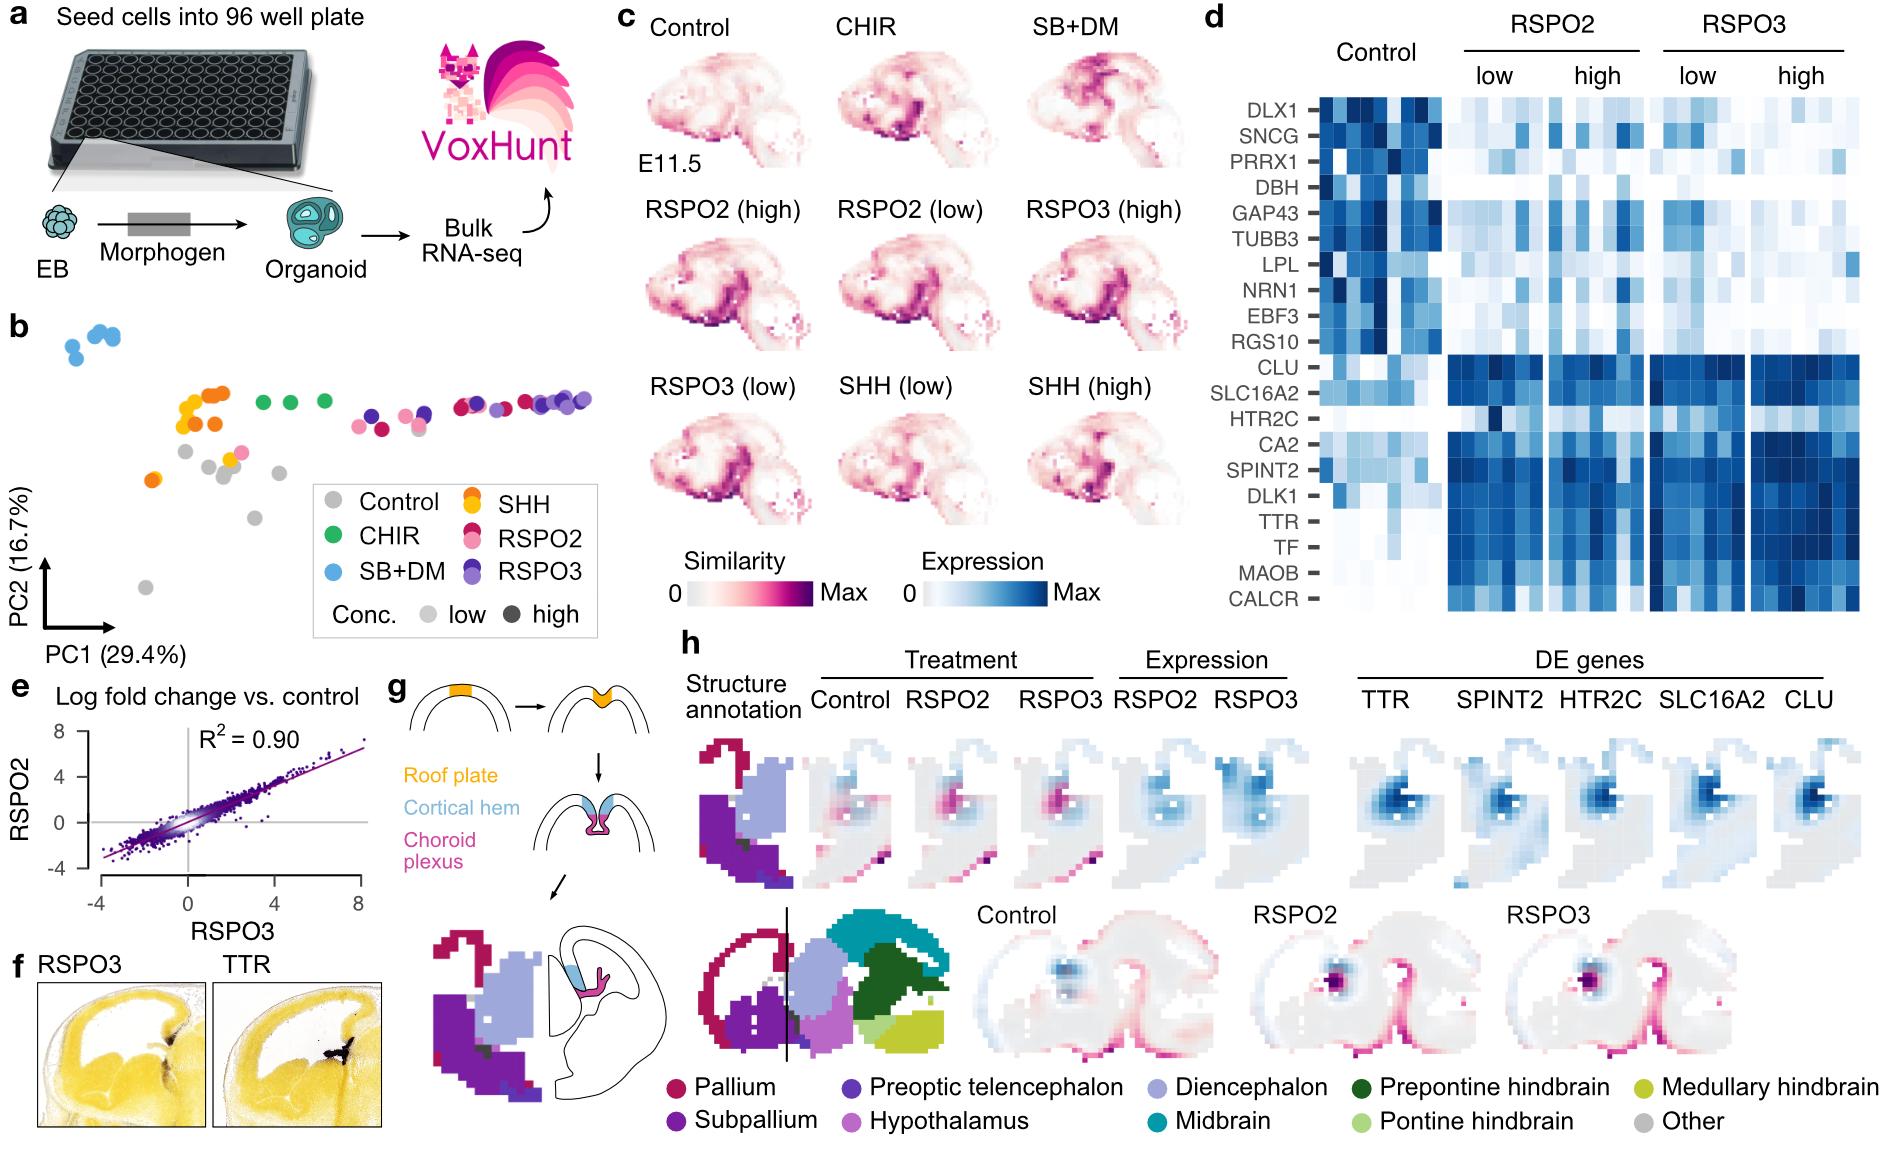 a
Seed cells into 96 well plate
VoxHunt
EB
Morphogen
Organoid
Bulk
RNA-seq
b
PC2 (16.7%)
PC1 (29.4%)
Control
CHIR
SB+DM
SHH
RSPO2
RSPO3
Conc.
low
high
c
Control
CHIR
SB+DM
E11.5
RSPO2 (high)
RSPO2 (low)
RSPO3 (high)
RSPO3 (low)
SHH (low)
SHH (high)
Similarity
0
Max
Expression
0
Max
d
Control
RSPO2
RSPO3
low
high
low
high
DLX1
SNCG
PRRX1
DBH
GAP43
TUBB3
LPL
NRN1
EBF3
RGS10
CLU
SLC16A2
HTR2C
CA2
SPINT2
DLK1
TTR
TF
MAOB
CALCR
e
Log fold change vs. control
R2 = 0.90
RSPO2
8
4
0
-4
-4
0
4
8
RSPO3
f
RSPO3
TTR
g
Roof plate
Cortical hem
Choroid
plexus
h
Structure
annotation
Treatment
Control
RSPO2
RSPO3
Expression
RSPO2
RSPO3
DE genes
TTR
SPINT2
HTR2C
SLC16A2
CLU
Control
RSPO2
RSPO3
Pallium
Preoptic telencephalon
Diencephalon
Prepontine hindbrain
Medullary hindbrain
Subpallium
Hypothalamus
Midbrain
Pontine hindbrain
Other